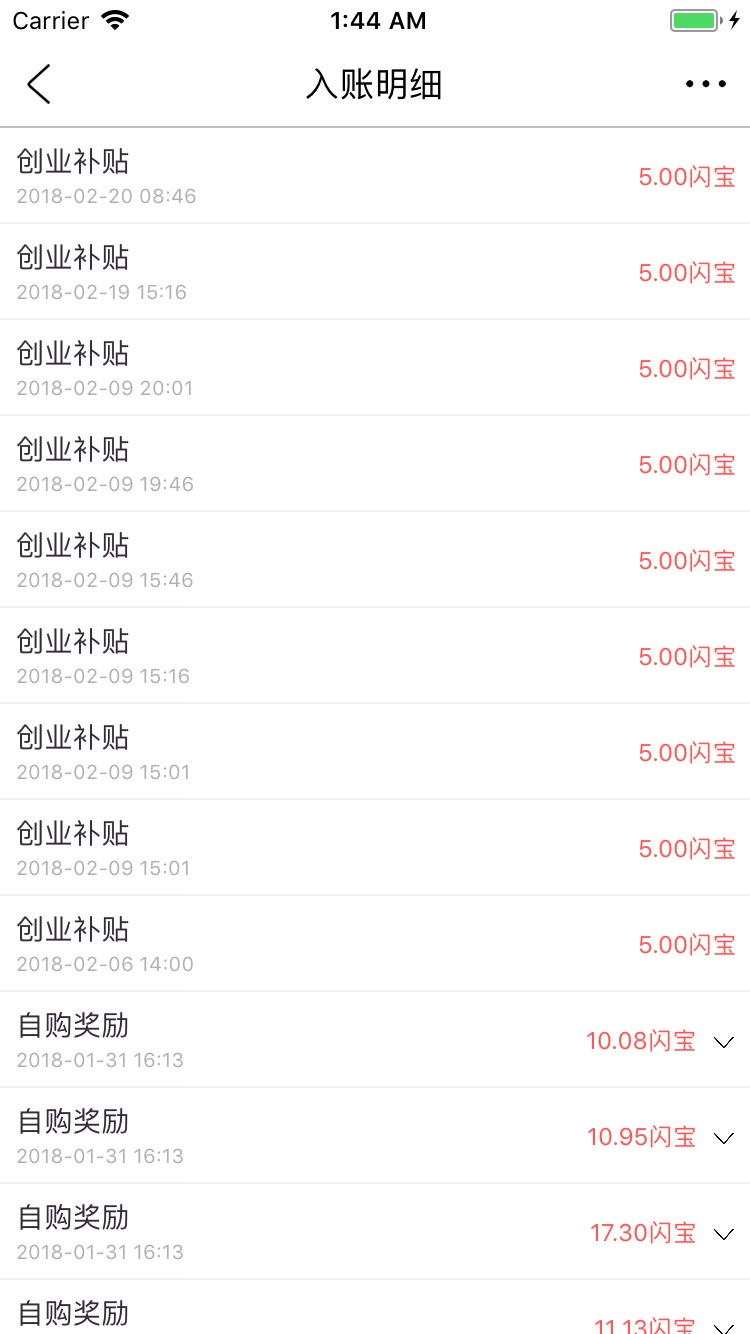 Carrier 1:44 AM
入账明细
创业补贴
5.00闪宝
2018-02-20 08:46
创业补贴
5.00闪宝
2018-02-19 15:16
创业补贴
5.00闪宝
2018-02-09 20:01
创业补贴
5.00闪宝
2018-02-09 19:46
创业补贴
5.00闪宝
2018-02-09 15:46
创业补贴
5.00闪宝
2018-02-09 15:16
创业补贴
5.00闪宝
2018-02-09 15:01
创业补贴
5.00闪宝
2018-02-09 15:01
创业补贴
5.00闪宝
2018-02-06 14:00
自购奖励
10.08闪宝
2018-01-31 16:13
自购奖励
10.95闪宝
2018-01-31 16:13
自购奖励
17.30闪宝
2018-01-31 16:13
自购奖励
11.13闪宝